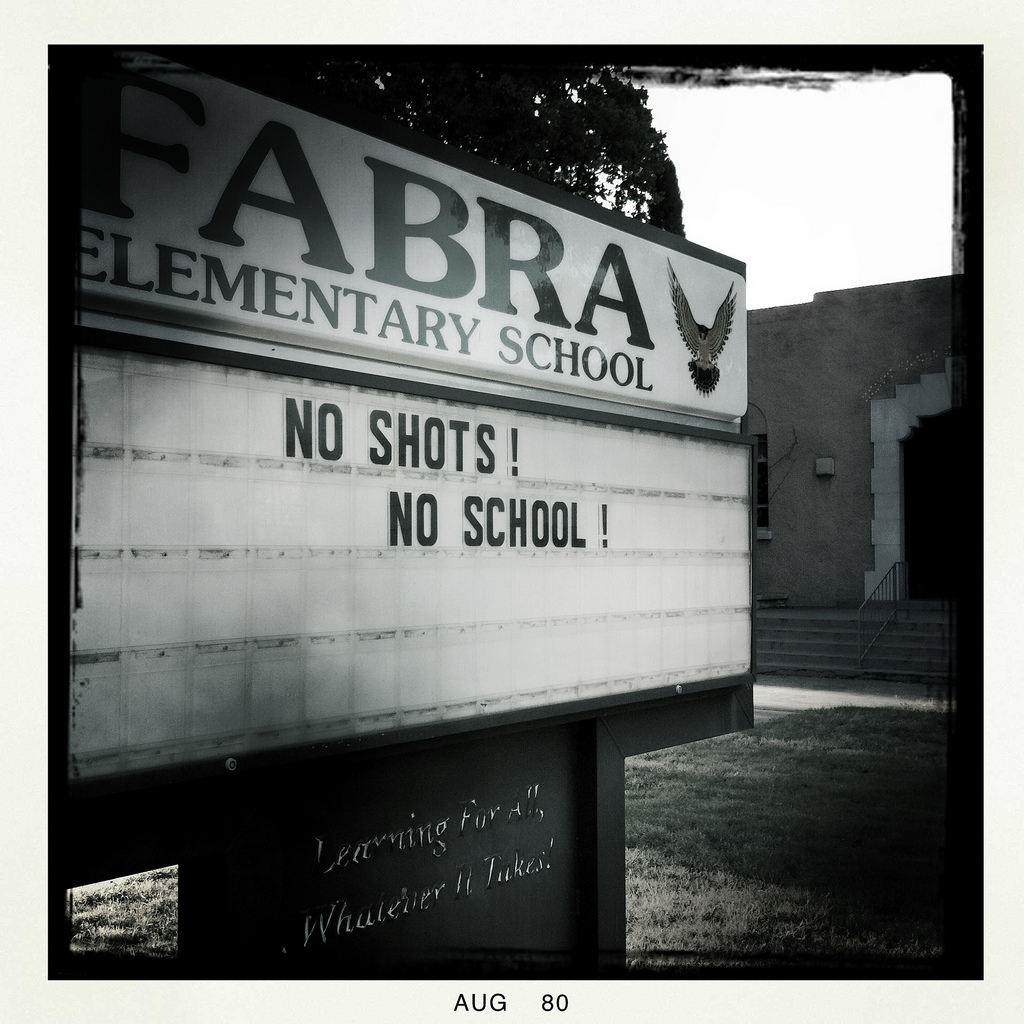 FABRA
ELEMENTARY SCHOOL
NO SHOTS!
NO SCHOOL!
Learning For All,
Whatever It Takes!
AUG 80